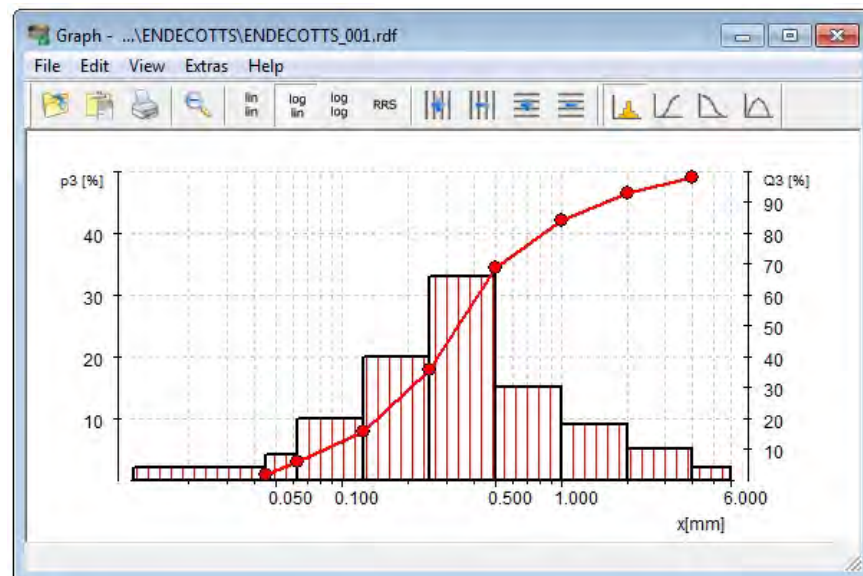 Graph - ...\ENDECOTTS\ENDECOTTS_001.rdf
File Edit View Extras Help
lin lin log lin log log RRS
p3 [%] Q3 [%]
90
40 80
70
30 60
50
20 40
30
10 20
10
0.050 0.100 0.500 1.000 6.000
x[mm]